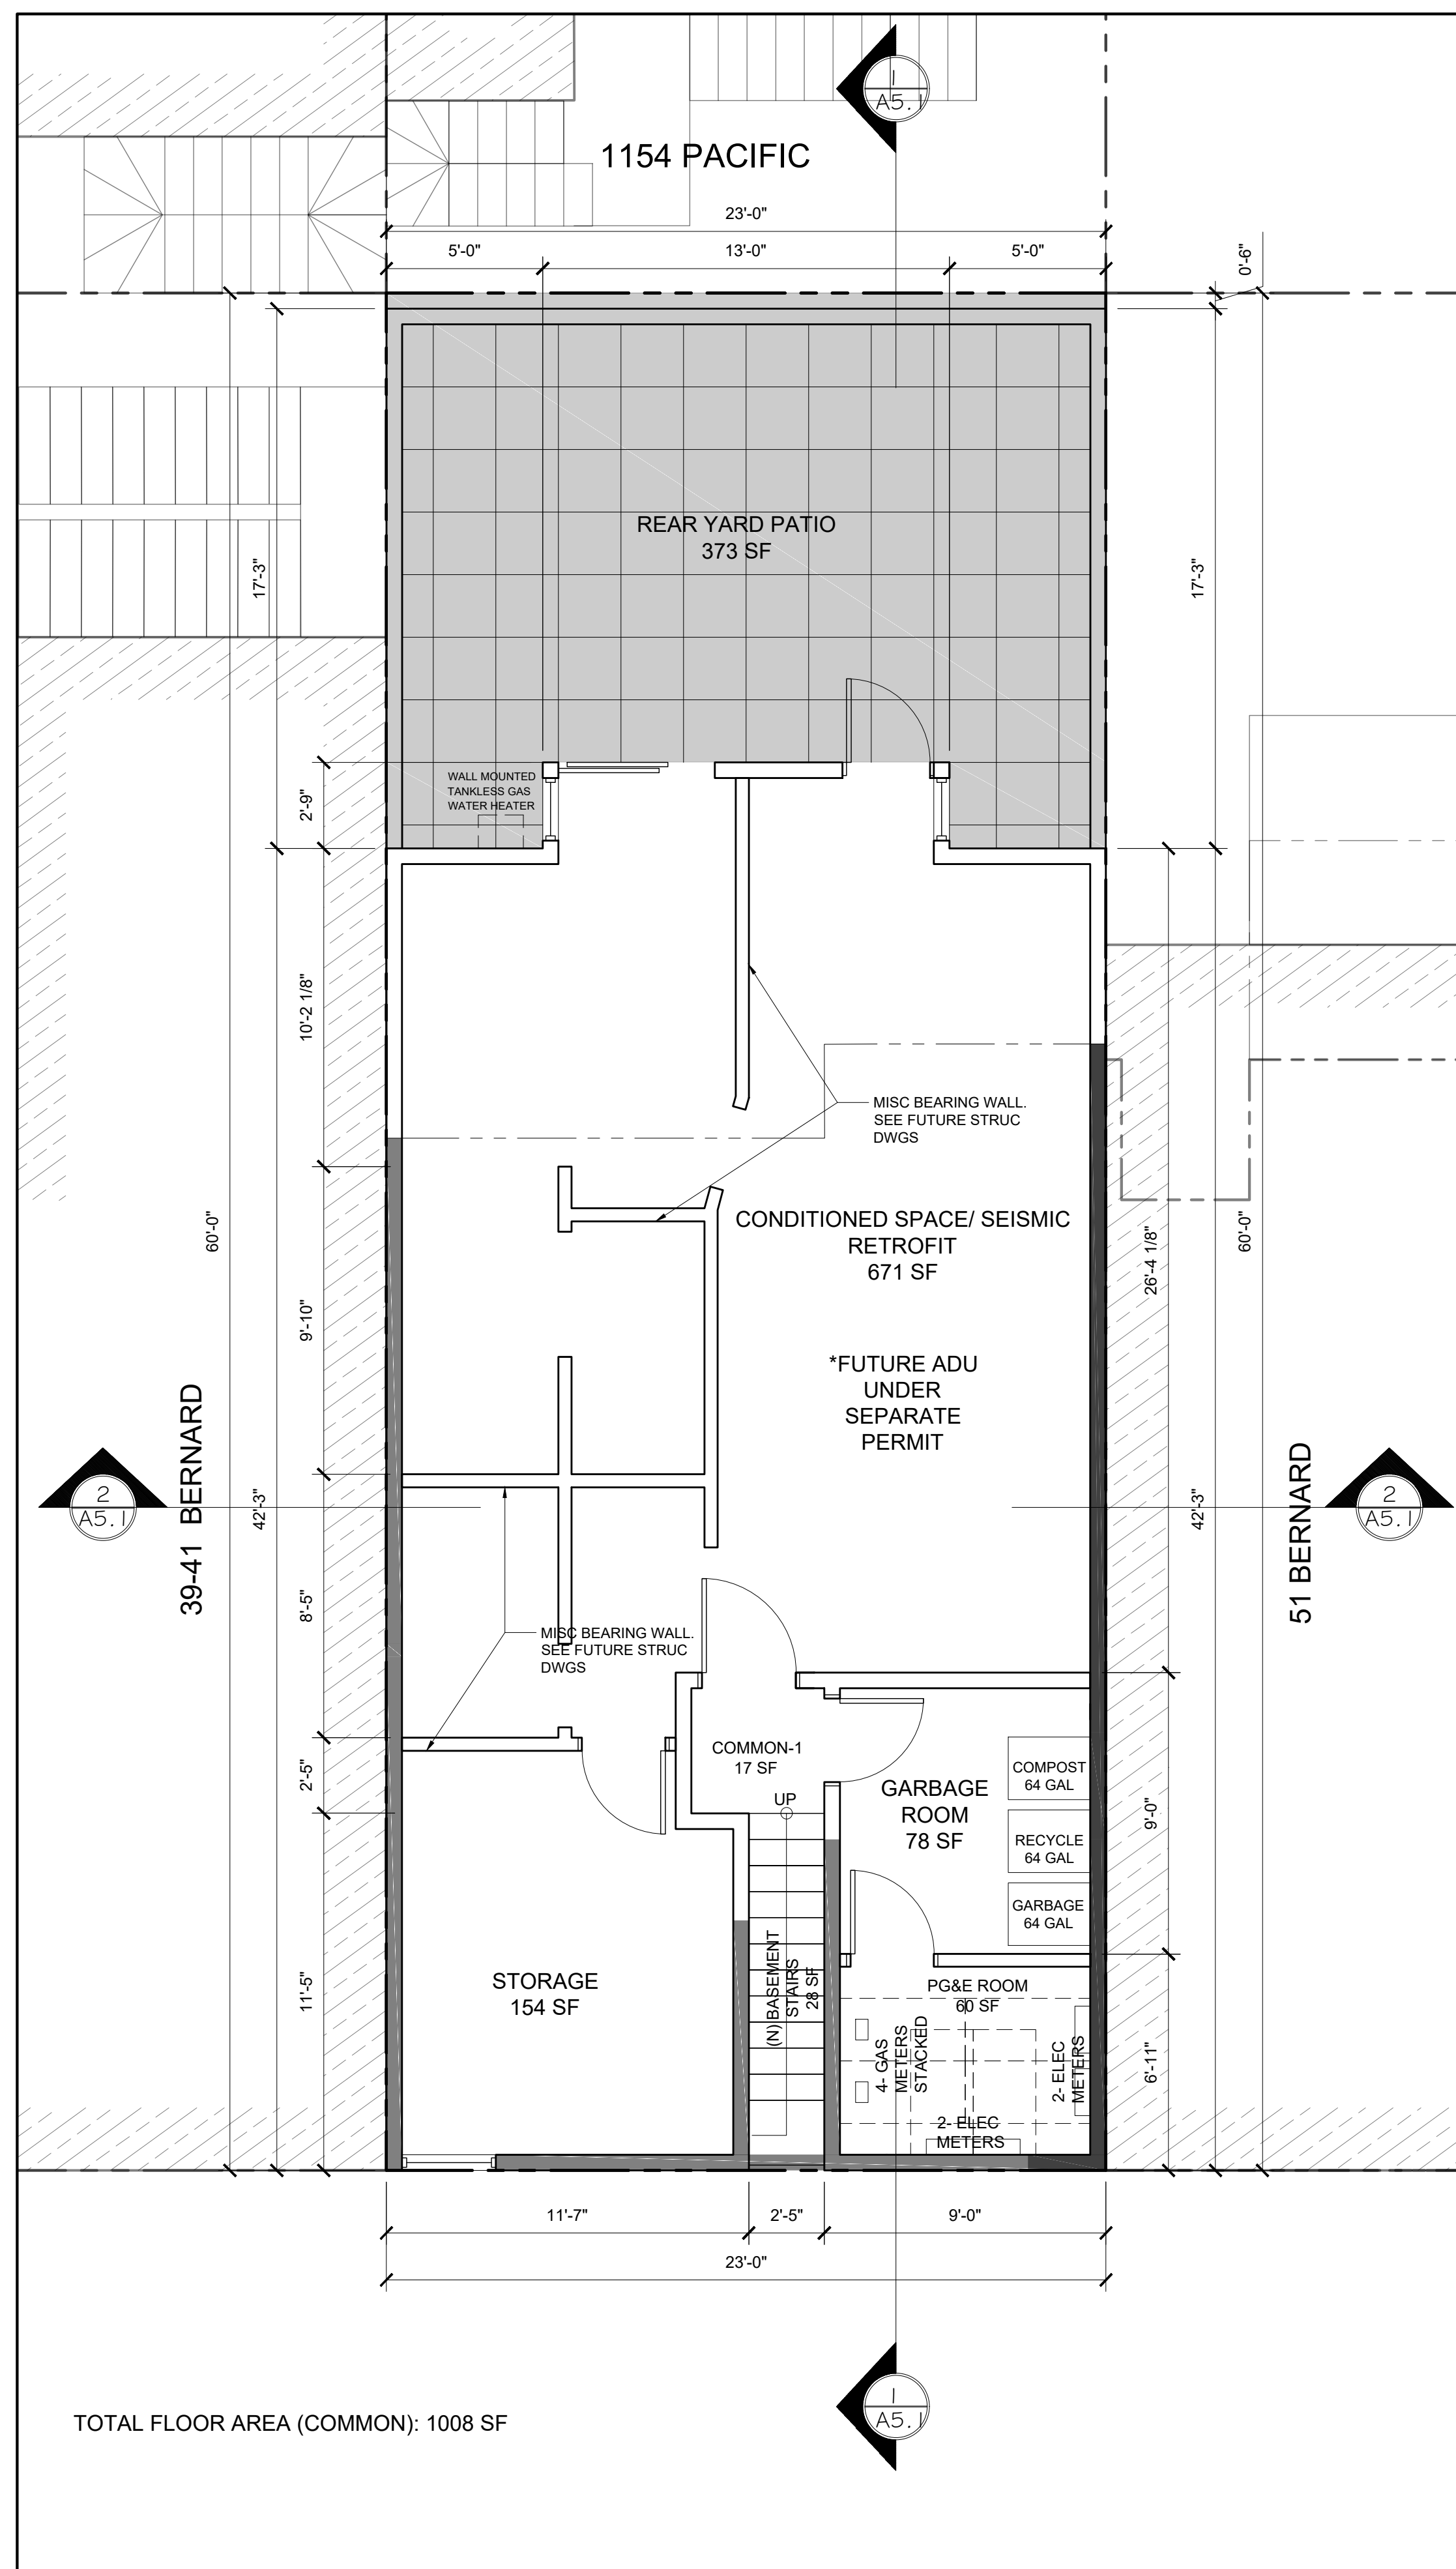 1
A5.1
1154 PACIFIC
23'-0"
5'-0"
13'-0"
5'-0"
0'-6"
REAR YARD PATIO
373 SF
17'-3"
17'-3"
WALL MOUNTED
TANKLESS GAS
WATER HEATER
2'-9"
10'-2 1/8"
MISC BEARING WALL.
SEE FUTURE STRUC
DWGS
60'-0"
CONDITIONED SPACE/ SEISMIC
RETROFIT
671 SF
26'-4 1/8"
60'-0"
9'-10"
*FUTURE ADU
UNDER
SEPARATE
PERMIT
2
A5.1
39-41 BERNARD
42'-3"
42'-3"
51 BERNARD
2
A5.1
8'-5"
MISC BEARING WALL.
SEE FUTURE STRUC
DWGS
COMMON-1
17 SF
2'-5"
UP
GARBAGE
ROOM
78 SF
COMPOST
64 GAL
RECYCLE
64 GAL
GARBAGE
64 GAL
9'-0"
11'-5"
STORAGE
154 SF
(N) BASEMENT
STAIRS
28 SF
PG&E ROOM
60 SF
4- GAS
METERS
STACKED
2- ELEC
METERS
2- ELEC
METERS
6'-11"
11'-7"
2'-5"
9'-0"
23'-0"
1
A5.1
TOTAL FLOOR AREA (COMMON): 1008 SF